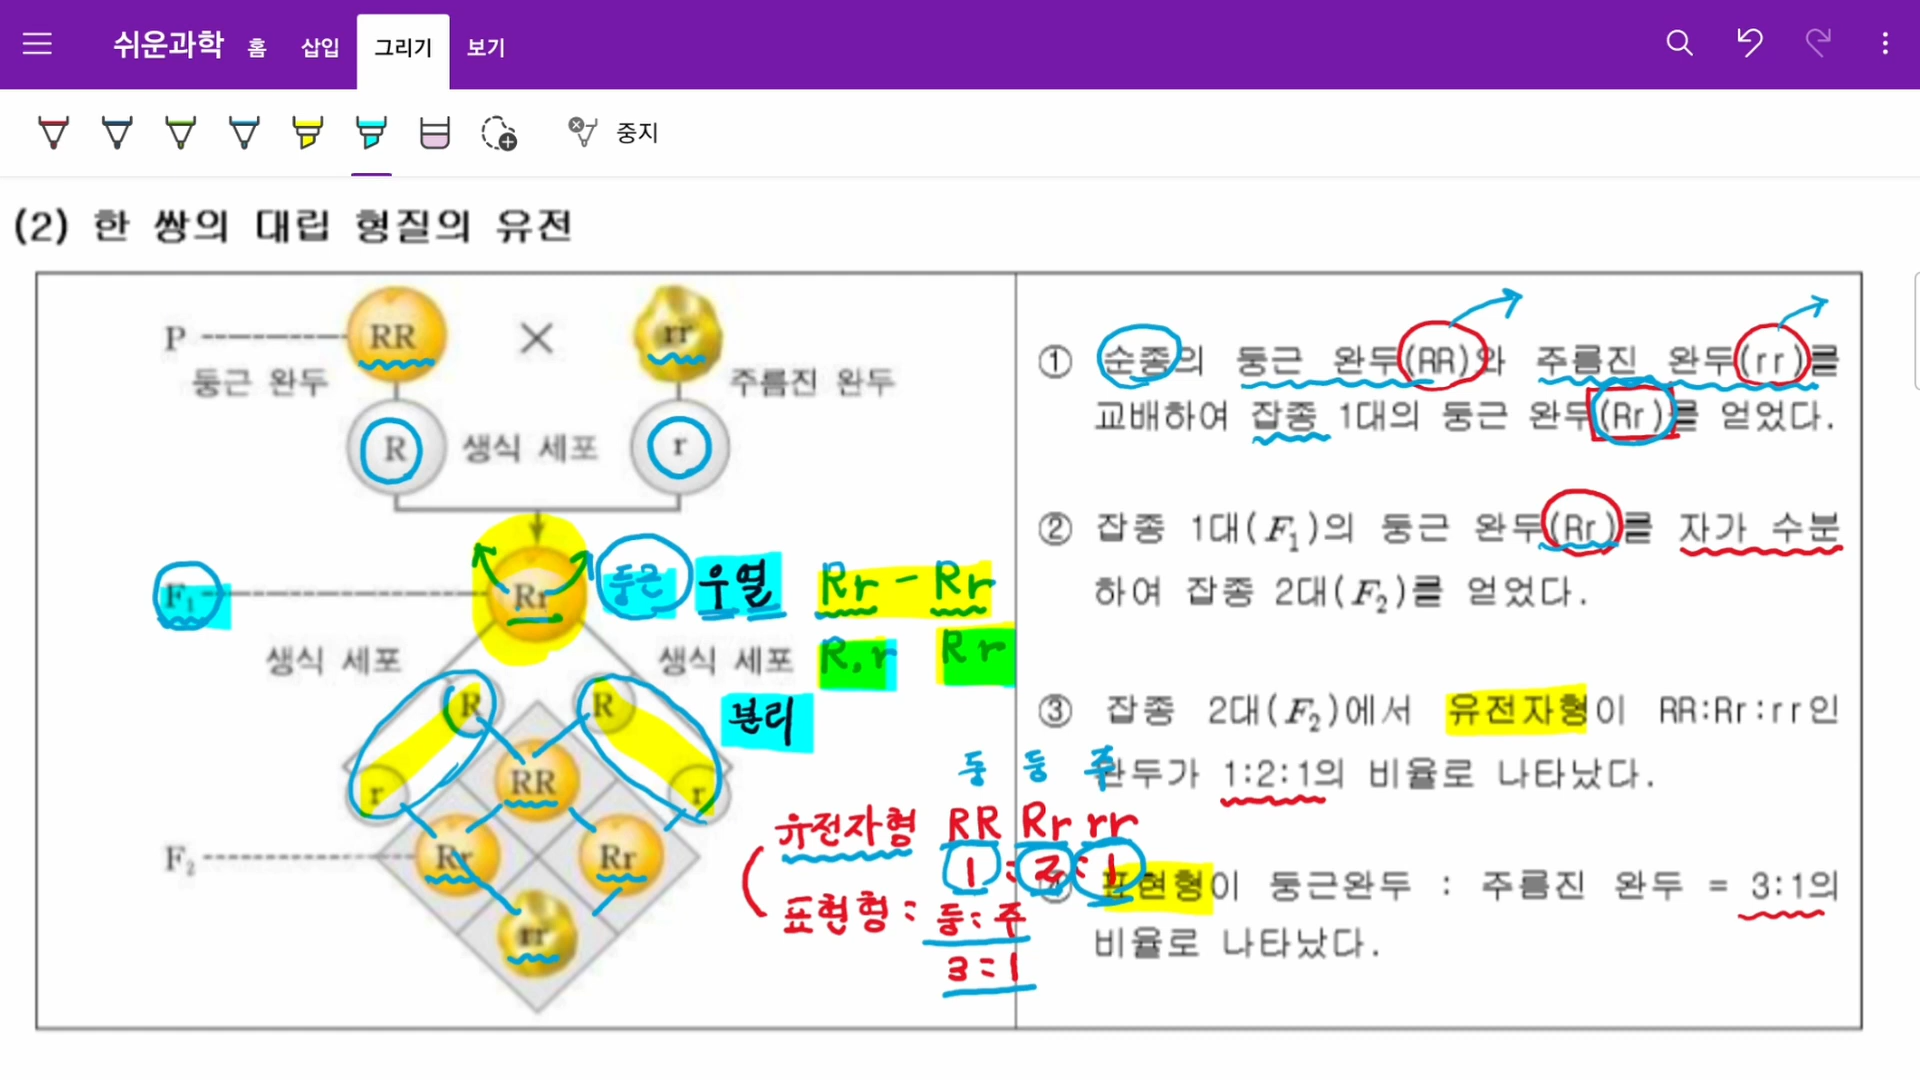 쉬운과학 홈 삽입 그리기 보기
중지
(2) 한 쌍의 대립 형질의 유전
P RR × rr
둥근 완두 주름진 완두
R 생식 세포 r
F₁ Rr 둥근 우열 Rr - Rr
생식 세포 생식 세포 R, r R r
R R 분리
r RR r
F₂ Rr Rr
rr
둥 둥 주
유전자형 RR Rr rr
1 : 2 : 1
표현형 : 둥 : 주
3 : 1
① 순종의 둥근 완두(RR)와 주름진 완두(rr)를
교배하여 잡종 1대의 둥근 완두(Rr)를 얻었다.
② 잡종 1대(F₁)의 둥근 완두(Rr)를 자가 수분
하여 잡종 2대(F₂)를 얻었다.
③ 잡종 2대(F₂)에서 유전자형이 RR:Rr:rr인
완두가 1:2:1의 비율로 나타났다.
④ 표현형이 둥근완두 : 주름진 완두 = 3:1의
비율로 나타났다.